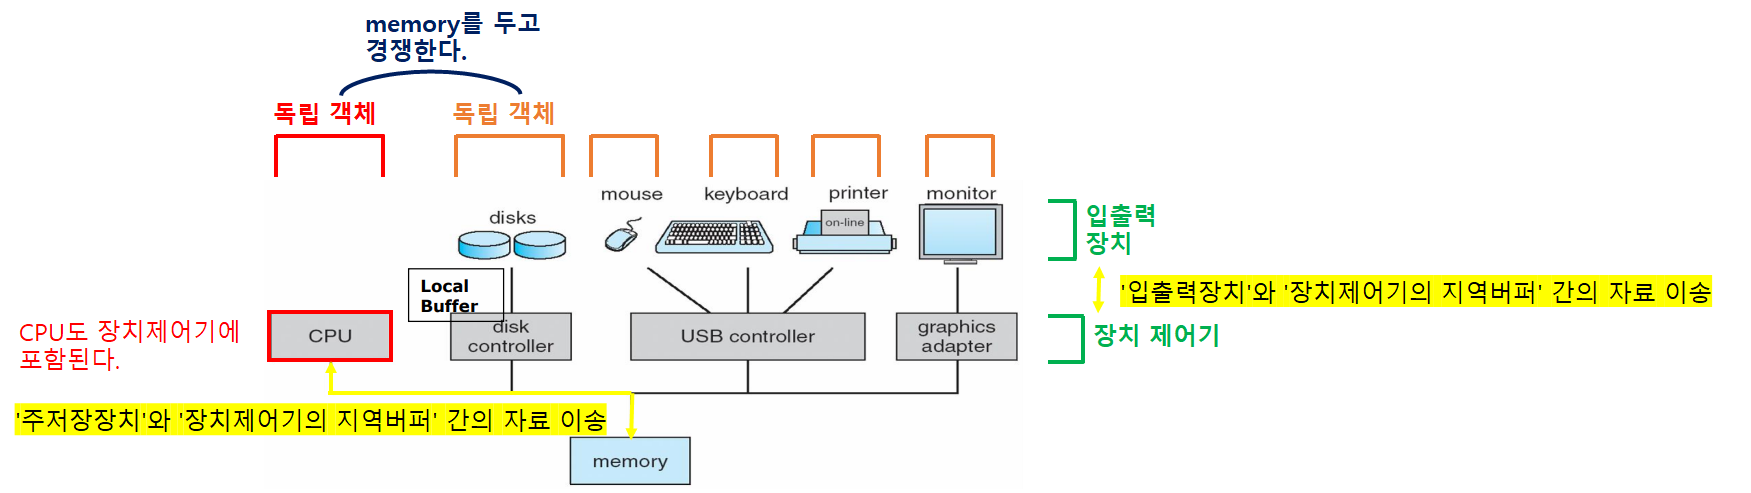 memory를 두고
경쟁한다.
독립 객체
독립 객체
mouse
keyboard
printer
monitor
disks
on-line
입출력
장치
Local
Buffer
'입출력장치'와 '장치제어기의 지역버퍼' 간의 자료 이송
CPU도 장치제어기에
포함된다.
CPU
disk
controller
USB controller
graphics
adapter
장치 제어기
'주저장장치'와 '장치제어기의 지역버퍼' 간의 자료 이송
memory